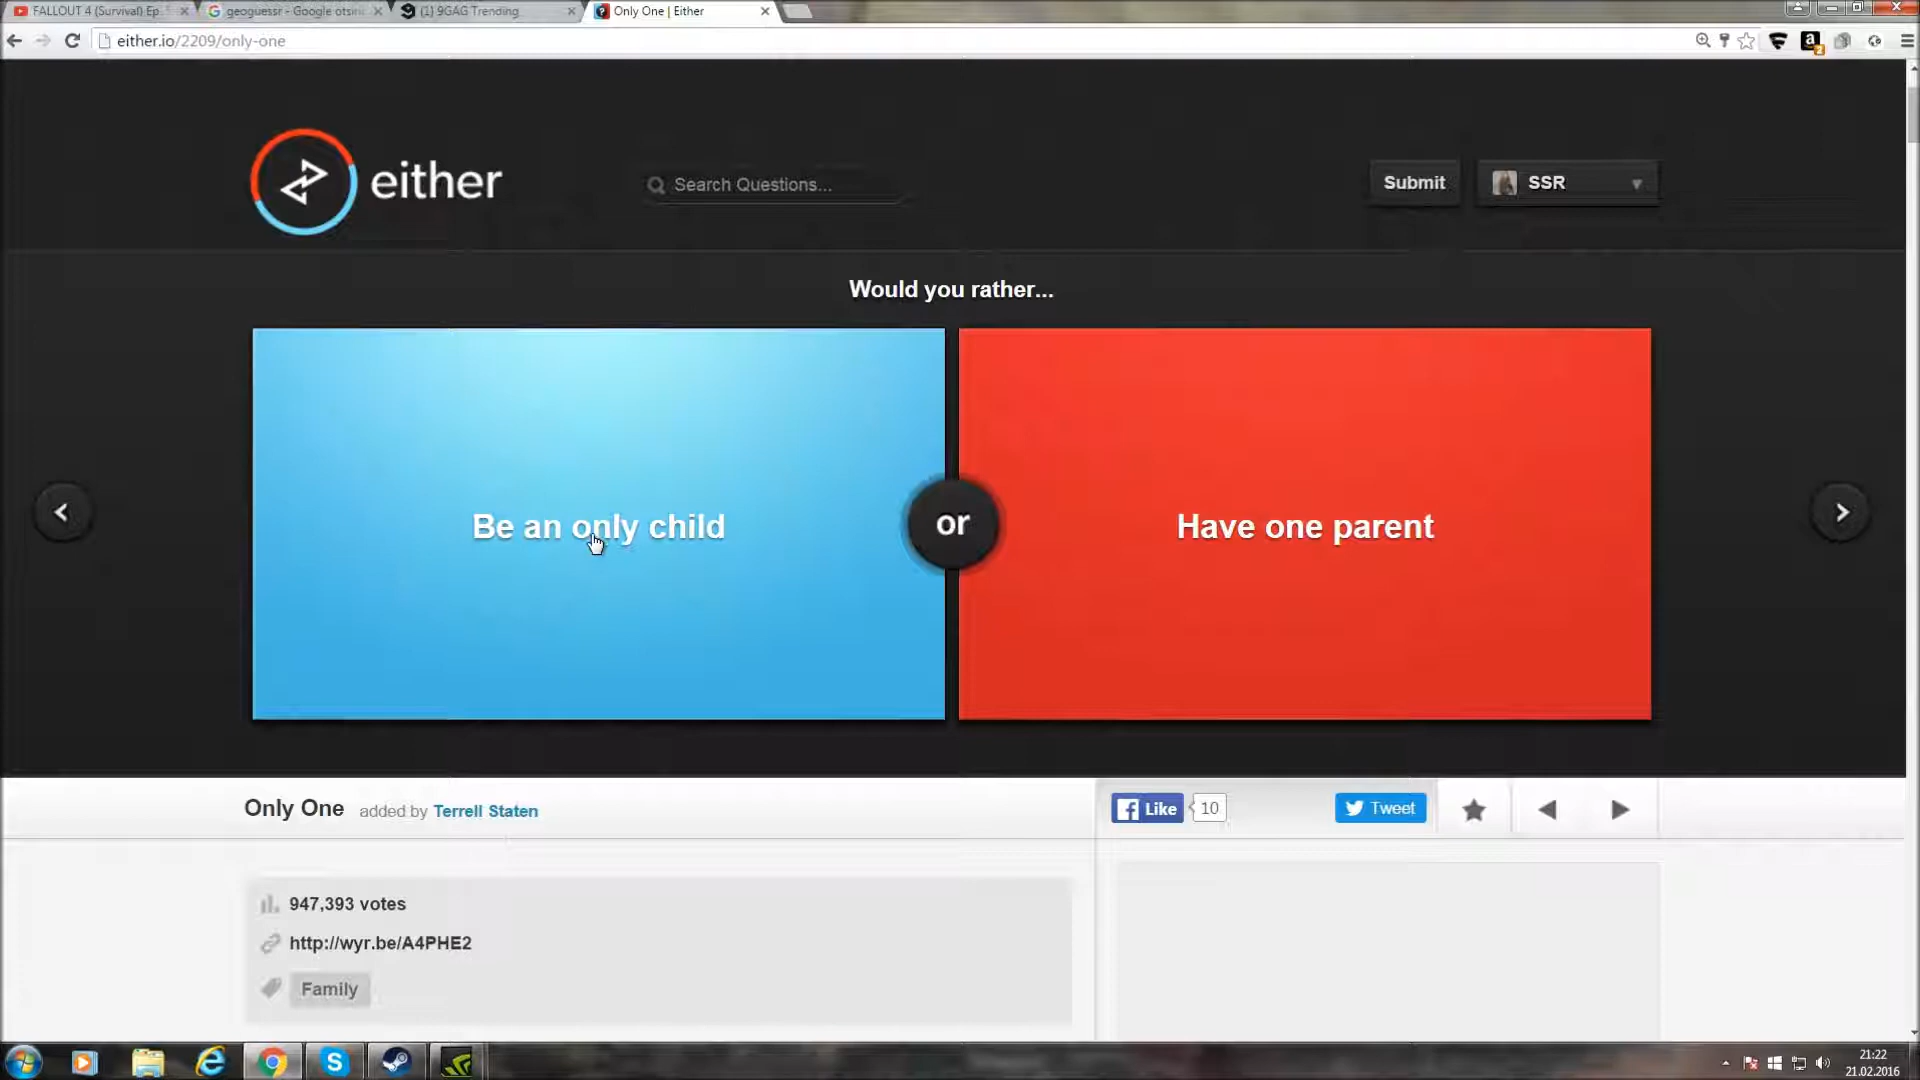 FALLOUT 4 (Survival) Ep.
geoguessr - Google otsin
(1) 9GAG Trending
Only One | Either
either.io/2209/only-one
either
Search Questions...
Submit
SSR
Would you rather...
Be an only child
or
Have one parent
Only One added by Terrell Staten
Like
10
Tweet
947,393 votes
http://wyr.be/A4PHE2
Family
21:22
21.02.2016